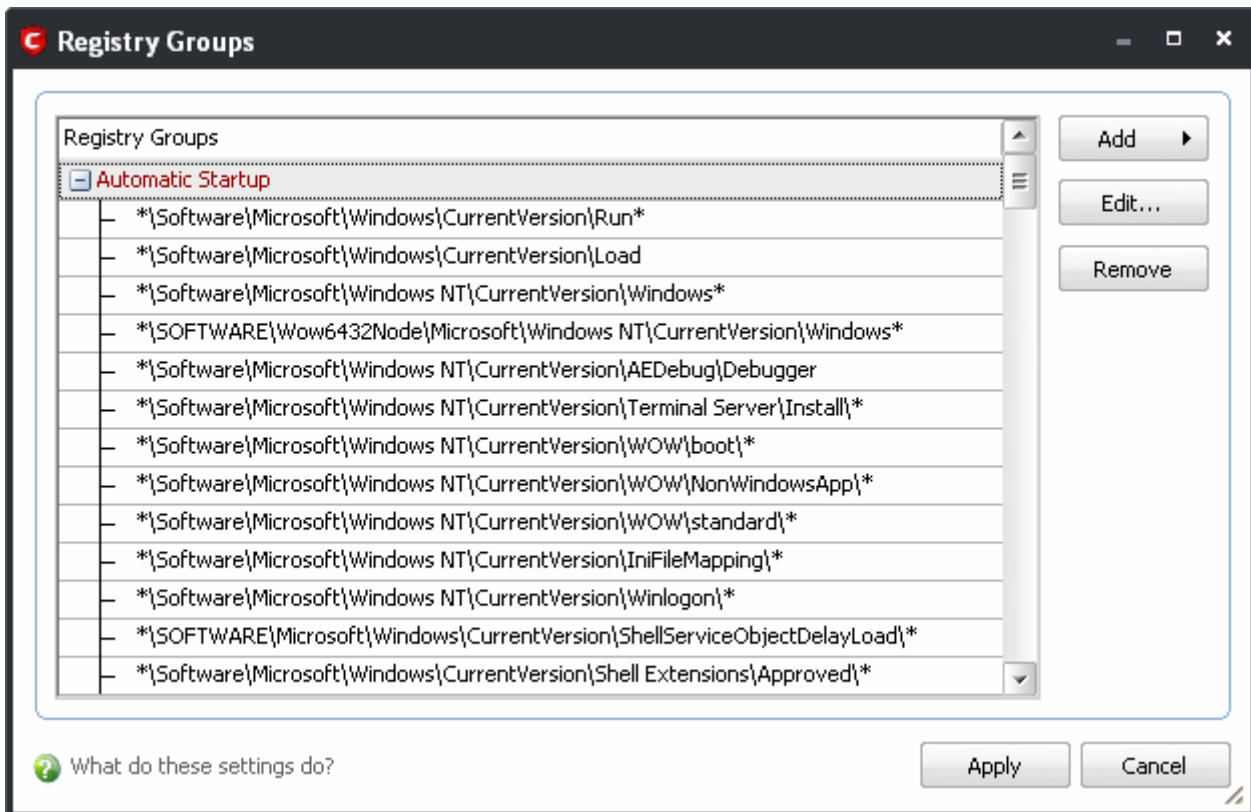 Registry Groups
Registry Groups
Automatic Startup
*\Software\Microsoft\Windows\CurrentVersion\Run*
*\Software\Microsoft\Windows\CurrentVersion\Load
*\Software\Microsoft\Windows NT\CurrentVersion\Windows*
*\SOFTWARE\Wow6432Node\Microsoft\Windows NT\CurrentVersion\Windows*
*\Software\Microsoft\Windows NT\CurrentVersion\AEDebug\Debugger
*\Software\Microsoft\Windows NT\CurrentVersion\Terminal Server\Install\*
*\Software\Microsoft\Windows NT\CurrentVersion\WOW\boot\*
*\Software\Microsoft\Windows NT\CurrentVersion\WOW\NonWindowsApp\*
*\Software\Microsoft\Windows NT\CurrentVersion\WOW\standard\*
*\Software\Microsoft\Windows NT\CurrentVersion\IniFileMapping\*
*\Software\Microsoft\Windows NT\CurrentVersion\Winlogon\*
*\SOFTWARE\Microsoft\Windows\CurrentVersion\ShellServiceObjectDelayLoad\*
*\Software\Microsoft\Windows\CurrentVersion\Shell Extensions\Approved\*
Add
Edit...
Remove
What do these settings do?
Apply
Cancel